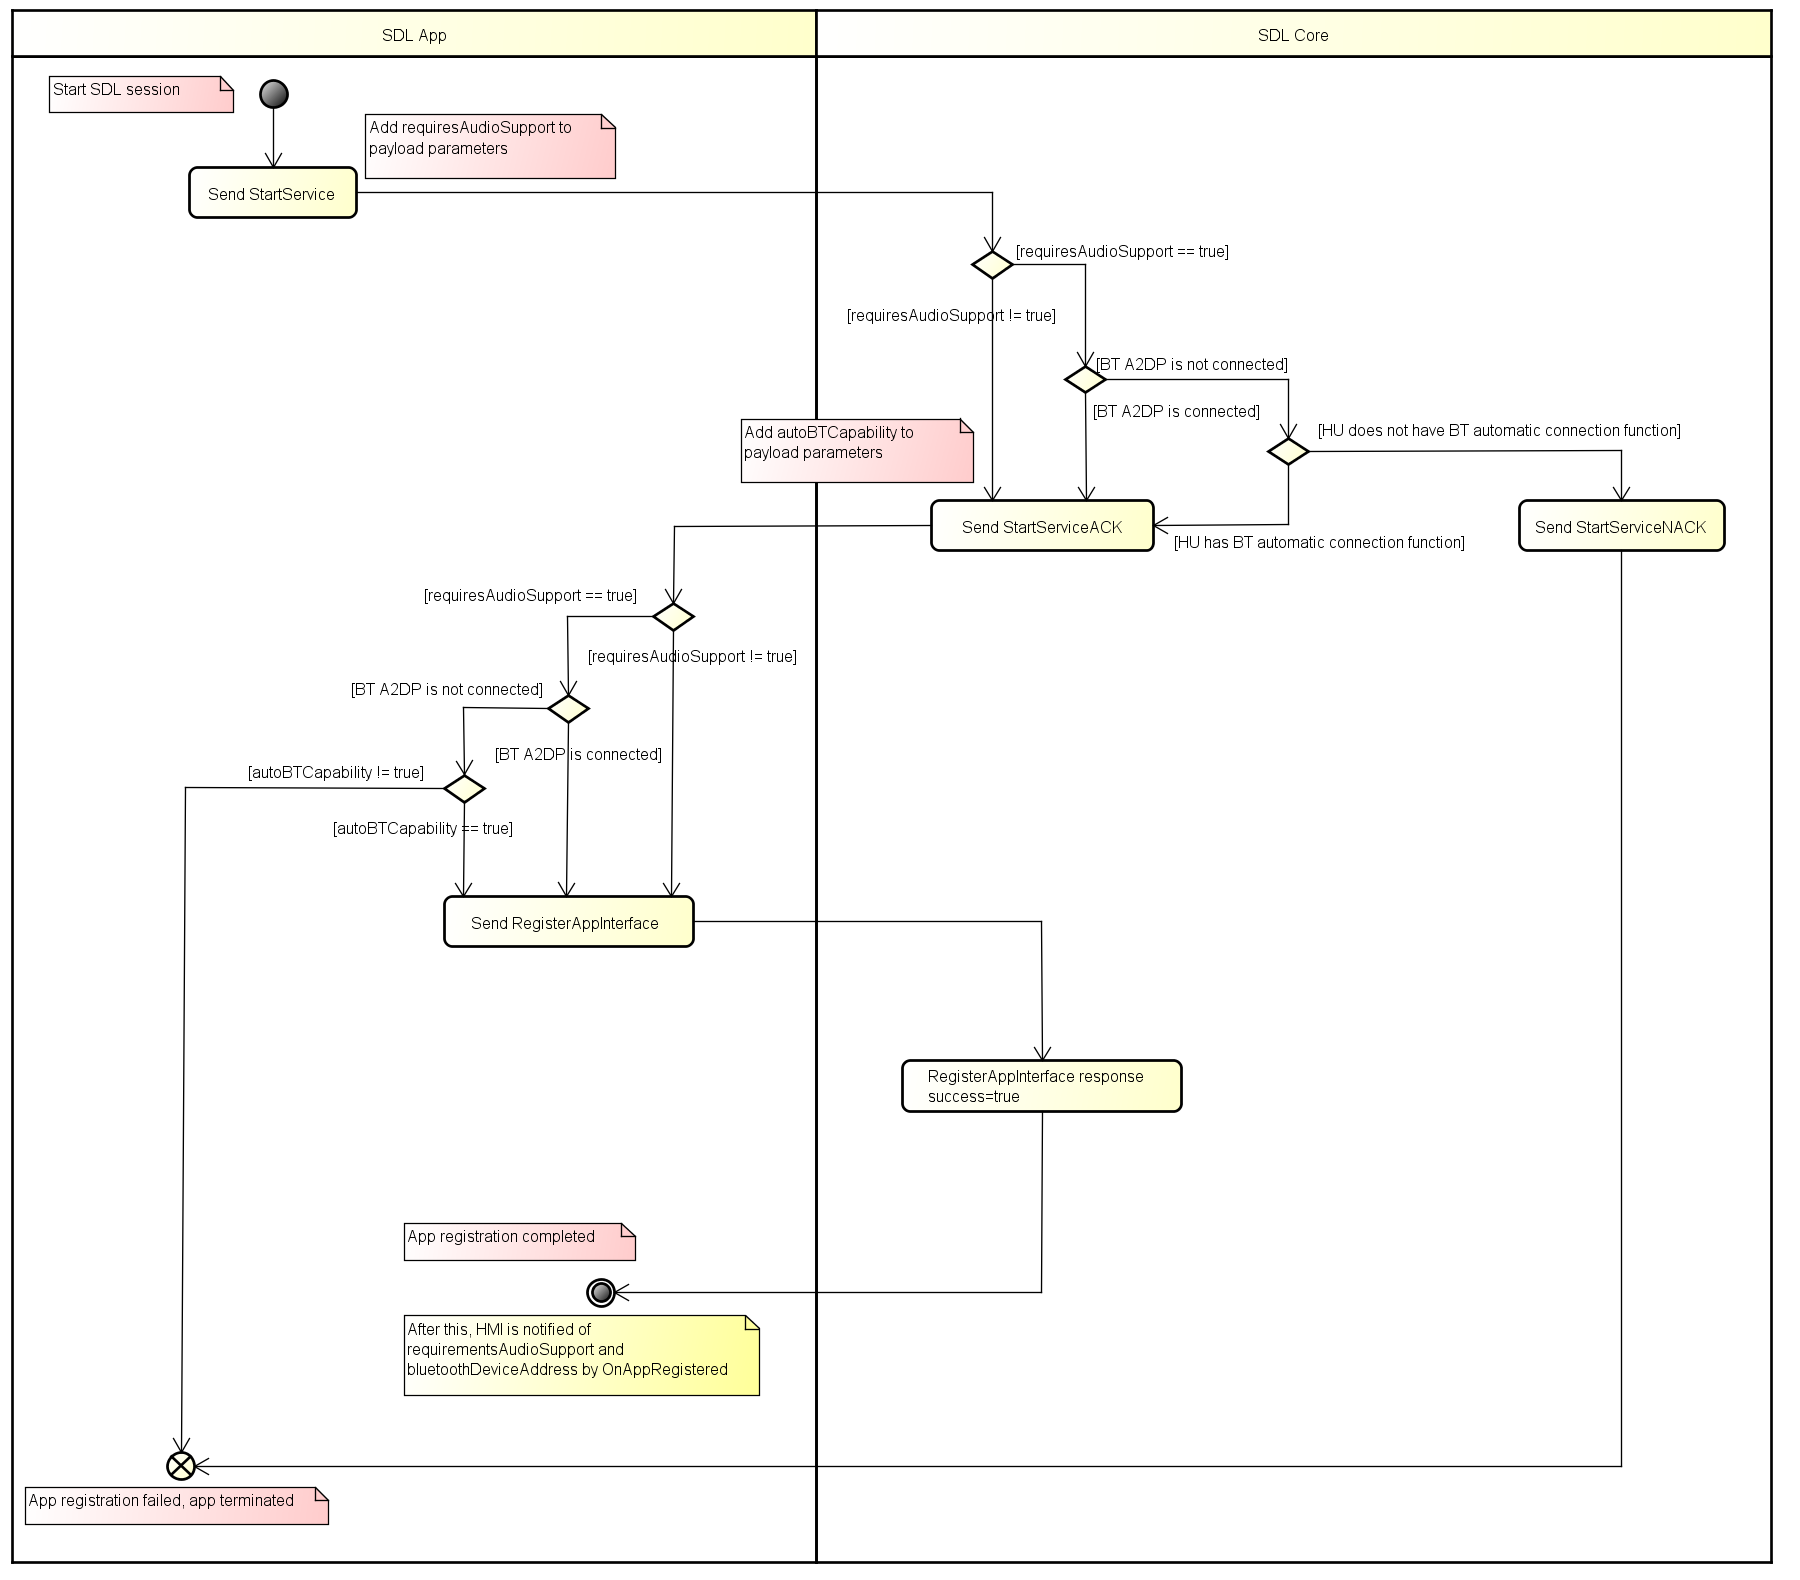 SDL App
SDL Core
Start SDL session
Add requiresAudioSupport to
payload parameters
Send StartService
[requiresAudioSupport == true]
[requiresAudioSupport != true]
[BT A2DP is not connected]
[BT A2DP is connected]
[HU does not have BT automatic connection function]
Add autoBTCapability to
payload parameters
Send StartServiceACK
Send StartServiceNACK
[HU has BT automatic connection function]
[requiresAudioSupport == true]
[requiresAudioSupport != true]
[BT A2DP is not connected]
[BT A2DP is connected]
[autoBTCapability != true]
[autoBTCapability == true]
Send RegisterAppInterface
RegisterAppInterface response
success=true
App registration completed
After this, HMI is notified of
requirementsAudioSupport and
bluetoothDeviceAddress by OnAppRegistered
App registration failed, app terminated